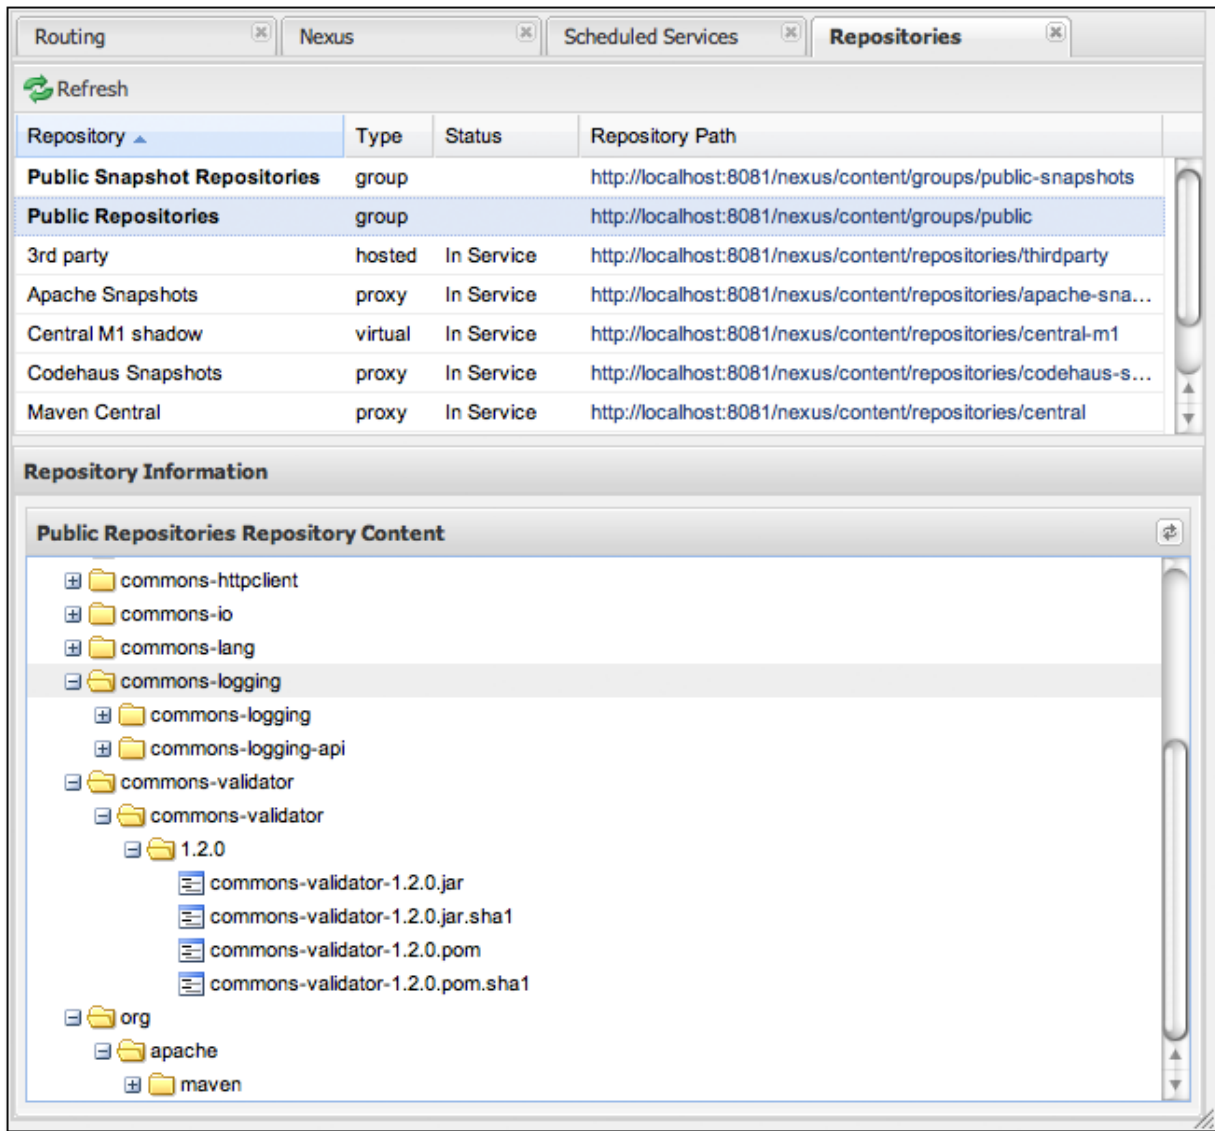 Routing Nexus Scheduled Services Repositories
Refresh
Repository Type Status Repository Path
Public Snapshot Repositories group http://localhost:8081/nexus/content/groups/public-snapshots
Public Repositories group http://localhost:8081/nexus/content/groups/public
3rd party hosted In Service http://localhost:8081/nexus/content/repositories/thirdparty
Apache Snapshots proxy In Service http://localhost:8081/nexus/content/repositories/apache-sna...
Central M1 shadow virtual In Service http://localhost:8081/nexus/content/repositories/central-m1
Codehaus Snapshots proxy In Service http://localhost:8081/nexus/content/repositories/codehaus-s...
Maven Central proxy In Service http://localhost:8081/nexus/content/repositories/central
Repository Information
Public Repositories Repository Content
commons-httpclient
commons-io
commons-lang
commons-logging
commons-logging
commons-logging-api
commons-validator
commons-validator
1.2.0
commons-validator-1.2.0.jar
commons-validator-1.2.0.jar.sha1
commons-validator-1.2.0.pom
commons-validator-1.2.0.pom.sha1
org
apache
maven